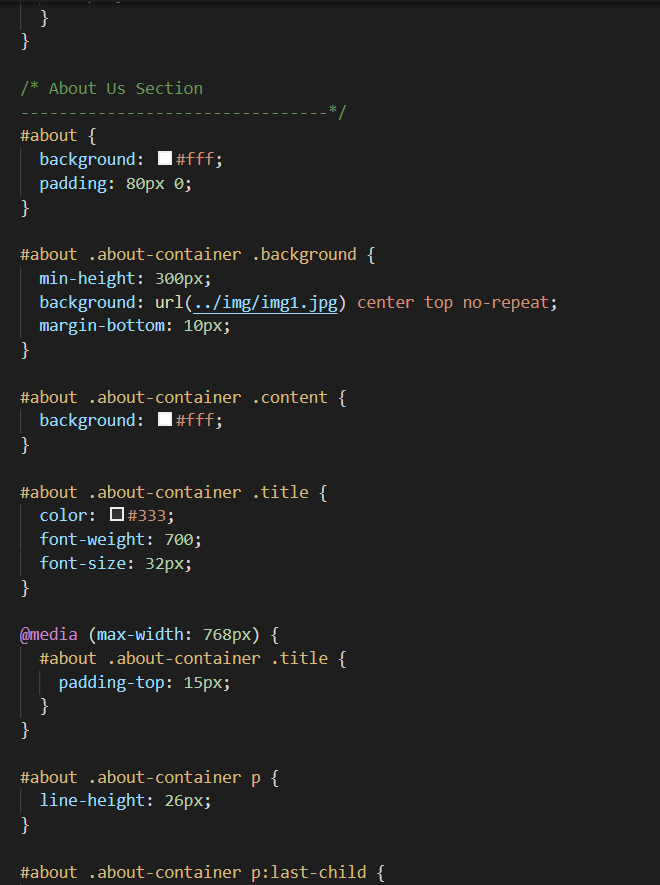 }
}

/* About Us Section
--------------------------------*/
#about {
  background: #fff;
  padding: 80px 0;
}

#about .about-container .background {
  min-height: 300px;
  background: url(../img/img1.jpg) center top no-repeat;
  margin-bottom: 10px;
}

#about .about-container .content {
  background: #fff;
}

#about .about-container .title {
  color: #333;
  font-weight: 700;
  font-size: 32px;
}

@media (max-width: 768px) {
  #about .about-container .title {
    padding-top: 15px;
  }
}

#about .about-container p {
  line-height: 26px;
}

#about .about-container p:last-child {